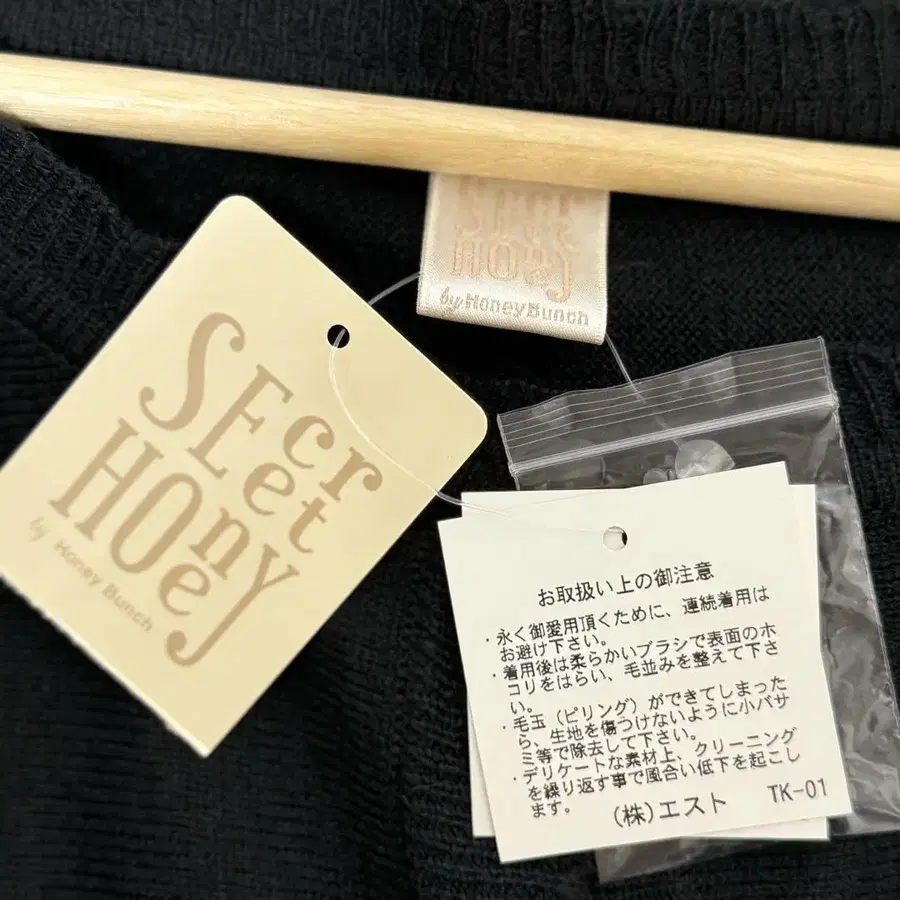 SEcret
HOney
by HoneyBunch
SEcret
HOney
by Honey Bunch
お取扱い上の御注意
・永く御愛用頂くために、連続着用は
お避け下さい。
・着用後は柔らかいブラシで表面のホ
コリをはらい、毛並みを整えて下さ
い。
・毛玉（ピリング）ができてしまった
ら、生地を傷つけないように小バサ
ミ等で除去して下さい。
・デリケートな素材上、クリーニング
を繰り返す事で風合い低下を起こし
ます。
（株）エスト TK-01